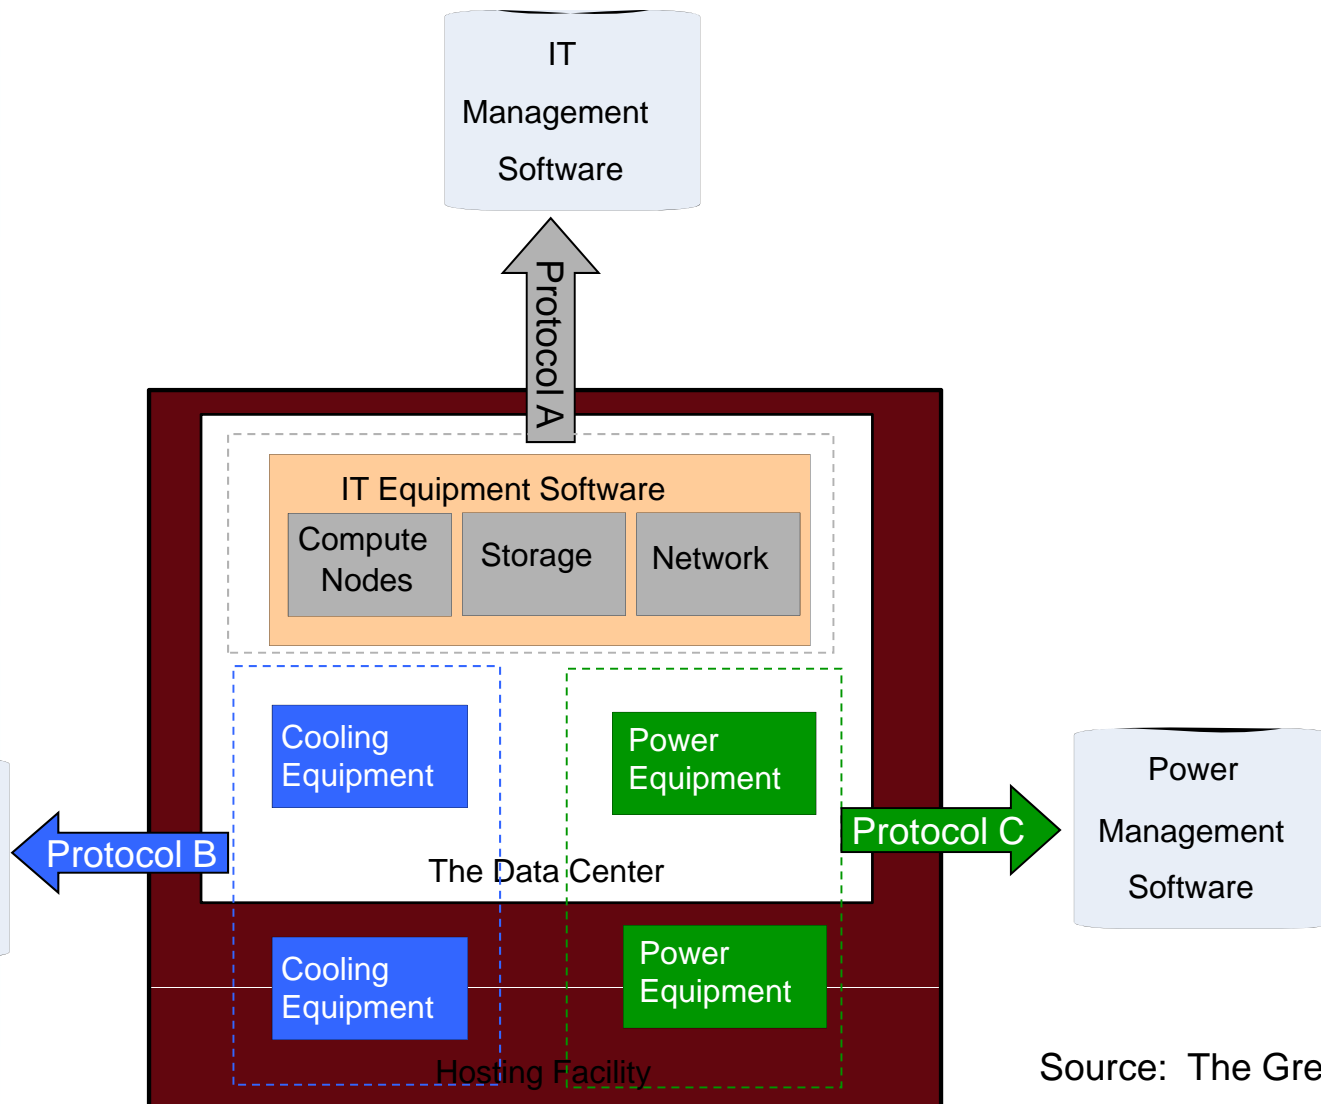 IT
Management
Software
Protocol A
IT Equipment Software
Compute
Nodes
Storage
Network
Cooling
Equipment
Power
Equipment
Protocol B
Protocol C
The Data Center
Power
Management
Software
Cooling
Equipment
Power
Equipment
Hosting Facility
Source:  The Gre